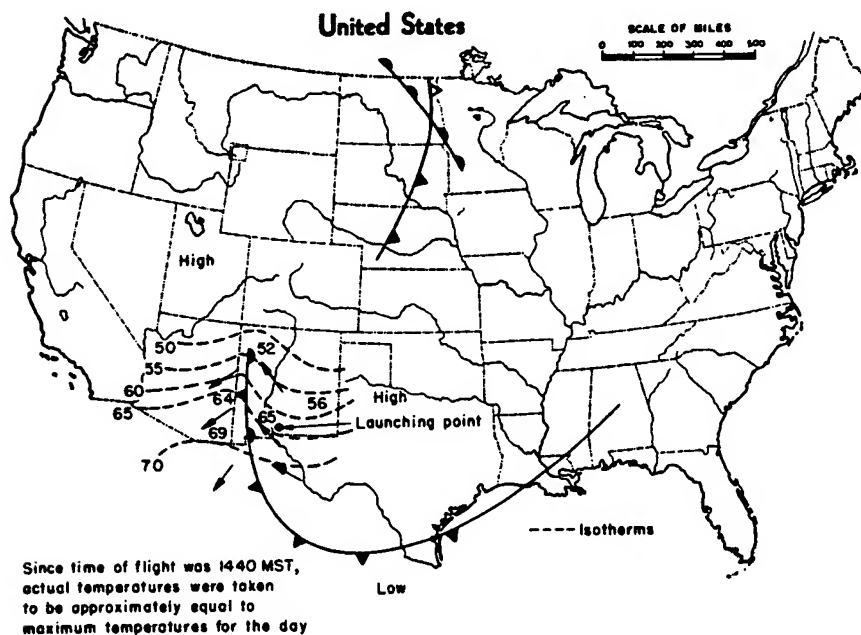 United States
SCALE OF MILES
0 100 200 300 400 500
High
50
52
55
60
56
64
High
65
65
Launching point
69
70
Isotherms
Since time of flight was 1440 MST,
actual temperatures were taken
to be approximately equal to
maximum temperatures for the day
Low